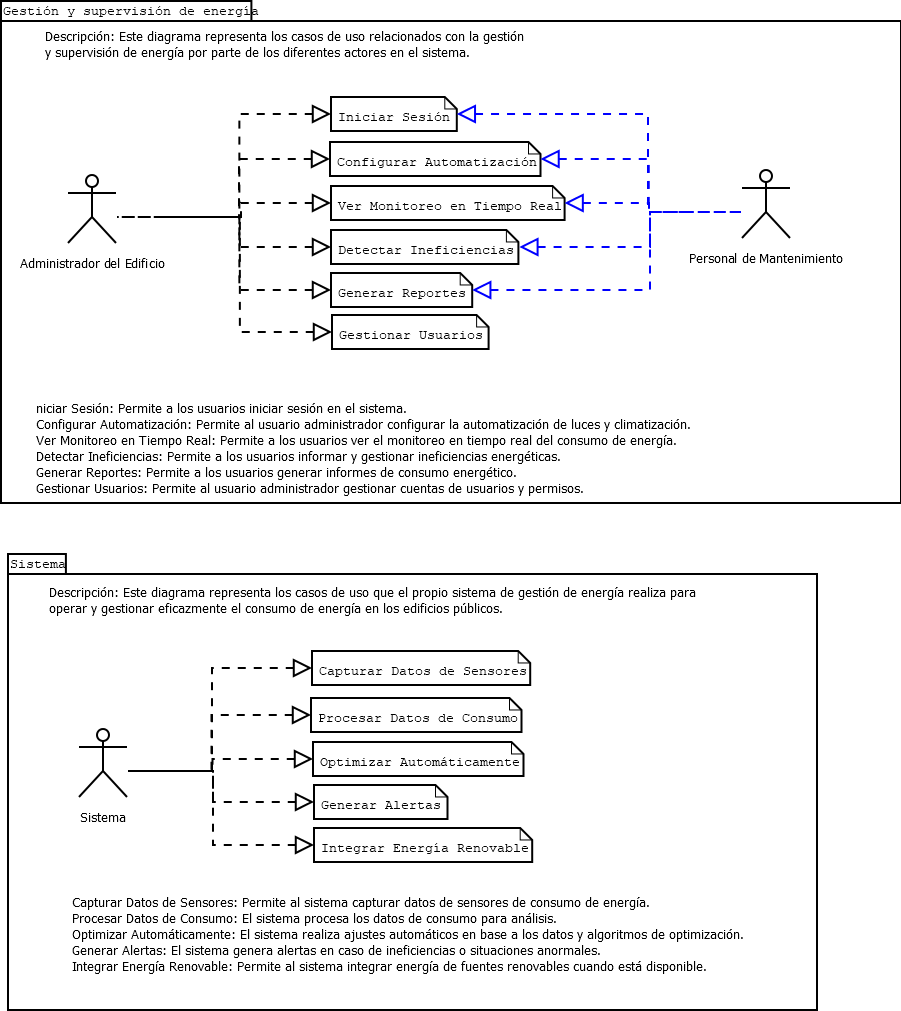 Gestión y supervisión de energía
Descripción: Este diagrama representa los casos de uso relacionados con la gestión
y supervisión de energía por parte de los diferentes actores en el sistema.
Iniciar Sesión
Configurar Automatización
Ver Monitoreo en Tiempo Real
Detectar Ineficiencias
Generar Reportes
Gestionar Usuarios
Administrador del Edificio
Personal de Mantenimiento
niciar Sesión: Permite a los usuarios iniciar sesión en el sistema.
Configurar Automatización: Permite al usuario administrador configurar la automatización de luces y climatización.
Ver Monitoreo en Tiempo Real: Permite a los usuarios ver el monitoreo en tiempo real del consumo de energía.
Detectar Ineficiencias: Permite a los usuarios informar y gestionar ineficiencias energéticas.
Generar Reportes: Permite a los usuarios generar informes de consumo energético.
Gestionar Usuarios: Permite al usuario administrador gestionar cuentas de usuarios y permisos.
Sistema
Descripción: Este diagrama representa los casos de uso que el propio sistema de gestión de energía realiza para
operar y gestionar eficazmente el consumo de energía en los edificios públicos.
Capturar Datos de Sensores
Procesar Datos de Consumo
Optimizar Automáticamente
Generar Alertas
Integrar Energía Renovable
Sistema
Capturar Datos de Sensores: Permite al sistema capturar datos de sensores de consumo de energía.
Procesar Datos de Consumo: El sistema procesa los datos de consumo para análisis.
Optimizar Automáticamente: El sistema realiza ajustes automáticos en base a los datos y algoritmos de optimización.
Generar Alertas: El sistema genera alertas en caso de ineficiencias o situaciones anormales.
Integrar Energía Renovable: Permite al sistema integrar energía de fuentes renovables cuando está disponible.